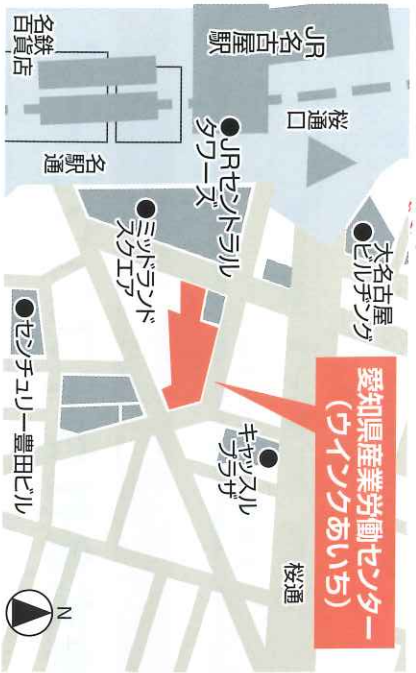 JR
名古屋
駅
桜通
口
大名古屋
ビルヂング
愛知県産業労働センター
(ウインクあいち)
JRセントラル
タワーズ
名鉄
百貨店
名駅
通
ミッドランド
スクエア
キャッスル
プラザ
桜通
センチュリー豊田ビル
N